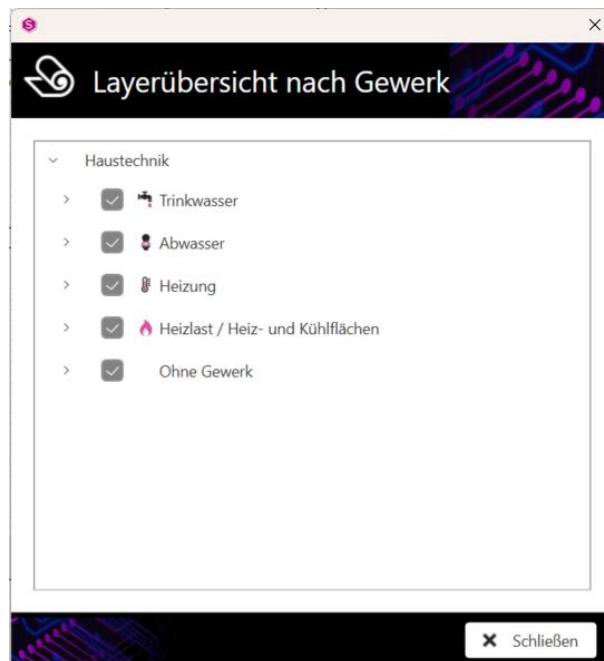 Layerübersicht nach Gewerk
Haustechnik
Trinkwasser
Abwasser
Heizung
Heizlast / Heiz- und Kühlflächen
Ohne Gewerk
Schließen